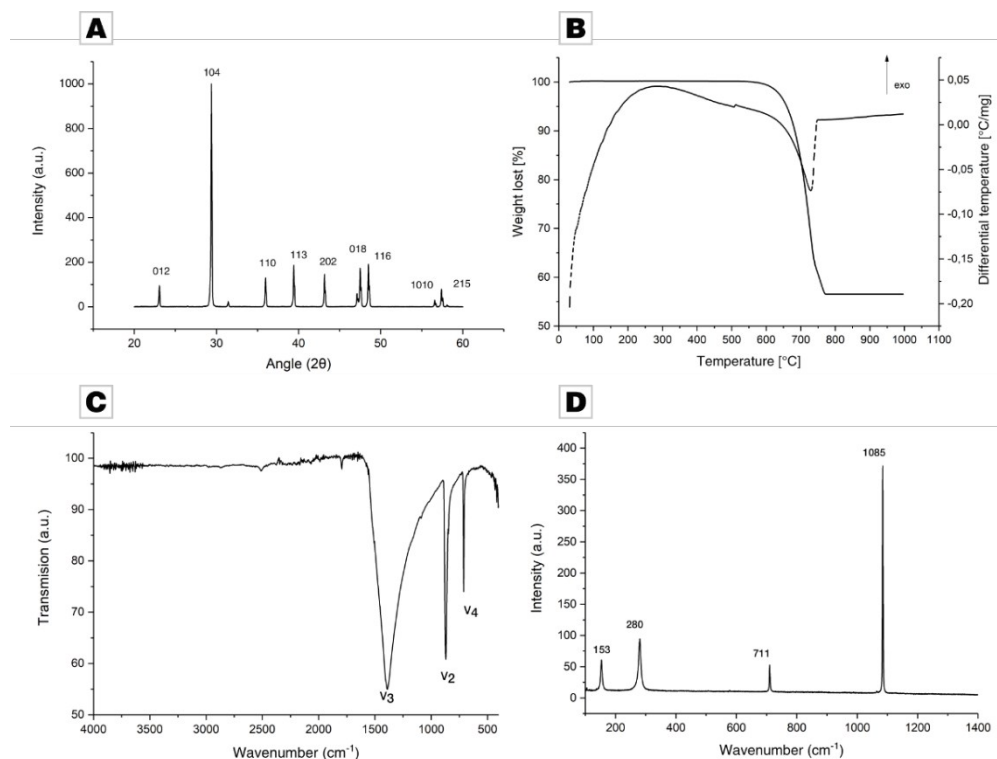 A
104
1000
800
600
400
200
0
012
110
113
202
018
116
1010
215
20
30
40
50
60
Intensity (a.u.)
Angle (2θ)
B
100
90
80
70
60
50
exo
0,05
0,00
-0,05
-0,10
-0,15
-0,20
0 100 200 300 400 500 600 700 800 900 1000 1100
Weight lost [%]
Differential temperature [°C/mg]
Temperature [°C]
C
100
90
80
70
60
50
ν3
ν2
ν4
4000 3500 3000 2500 2000 1500 1000 500
Transmision (a.u.)
Wavenumber (cm-1)
D
400
350
300
250
200
150
100
50
0
153
280
711
1085
200 400 600 800 1000 1200 1400
Intensity (a.u.)
Wavenumber (cm-1)